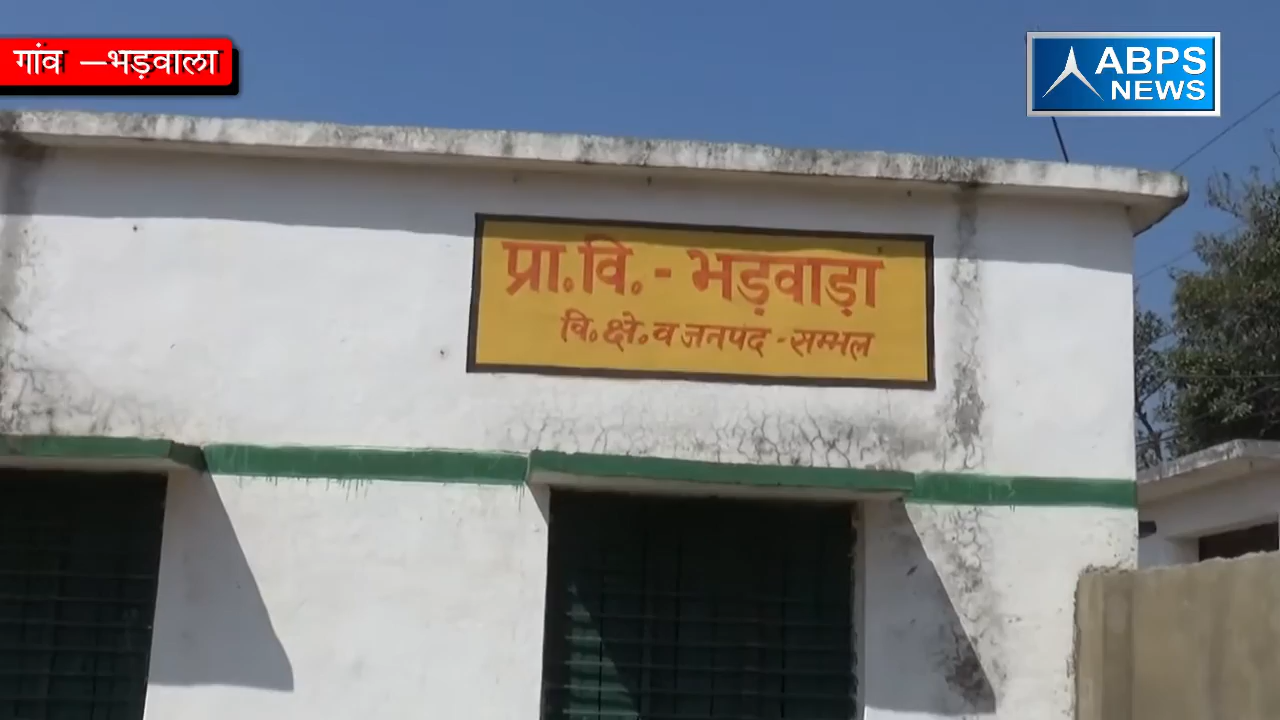 गांव –भड़वाला
ABPS
NEWS
प्रा.वि.- भड़वाड़ा
वि॰क्षे॰व जनपद -सम्भल